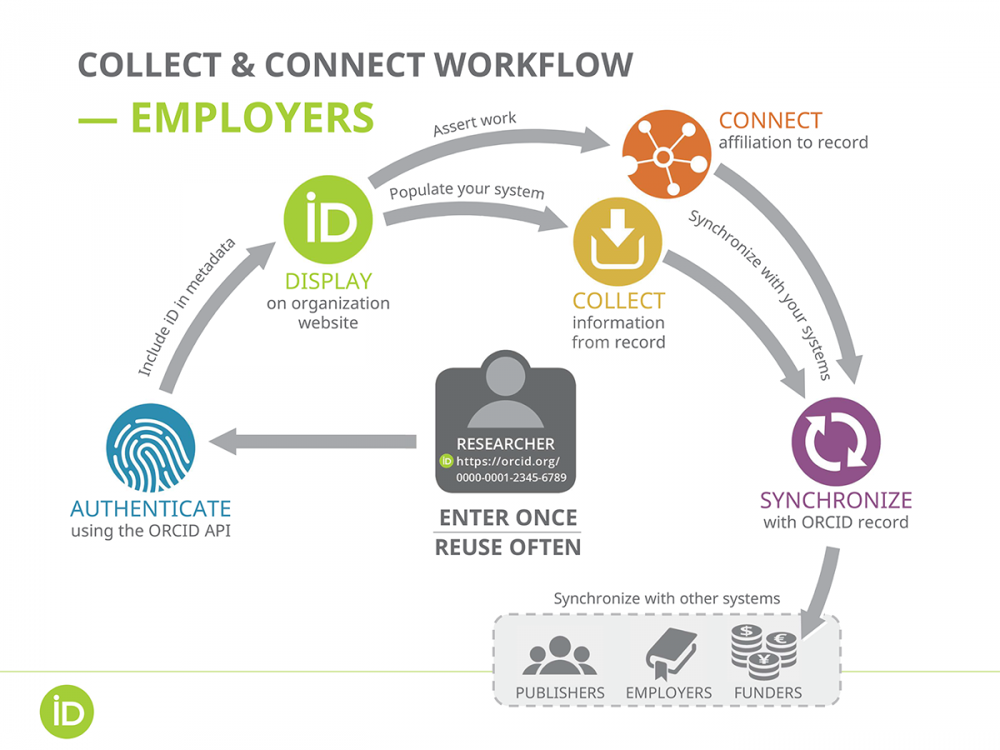 COLLECT & CONNECT WORKFLOW
— EMPLOYERS
Assert work
CONNECT
affiliation to record
Populate your system
iD
DISPLAY
on organization
website
Include iD in metadata
COLLECT
information
from record
Synchronize with your systems
RESEARCHER
iD https://orcid.org/
0000-0001-2345-6789
ENTER ONCE
REUSE OFTEN
AUTHENTICATE
using the ORCID API
SYNCHRONIZE
with ORCID record
Synchronize with other systems
$ € ¥
PUBLISHERS EMPLOYERS FUNDERS
iD